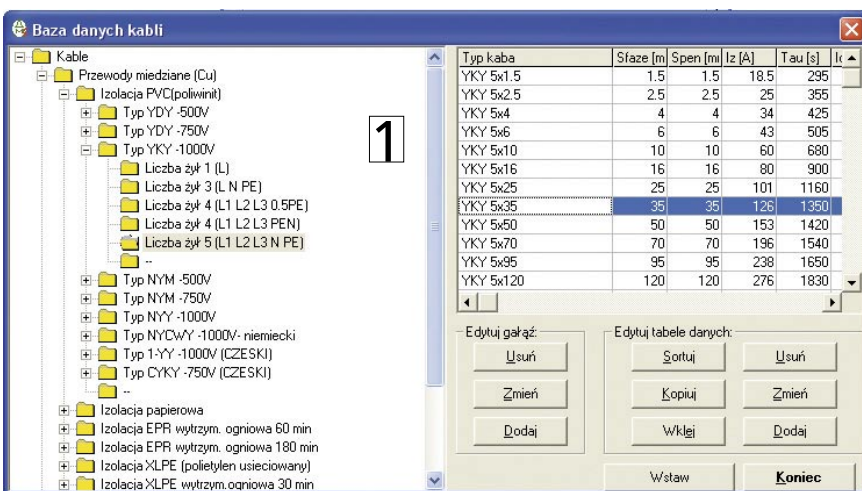 Baza danych kabli
Kable
Przewody miedziane (Cu)
Izolacja PVC(poliwinit)
Typ YDY -500V
Typ YDY -750V
Typ YKY -1000V
Liczba żył 1 (L)
Liczba żył 3 (L N PE)
Liczba żył 4 (L1 L2 L3 0.5PE)
Liczba żył 4 (L1 L2 L3 PEN)
Liczba żył 5 (L1 L2 L3 N PE)
--
Typ NYM -500V
Typ NYM -750V
Typ NYY -1000V
Typ NYCWY -1000V- niemiecki
Typ 1-YY -1000V (CZESKI)
Typ CYKY -750V (CZESKI)
--
Izolacja papierowa
Izolacja EPR wytrzym. ogniowa 60 min
Izolacja EPR wytrzym. ogniowa 180 min
Izolacja XLPE (polietylen usieciowany)
Izolacja XLPE wytrzym.ogniowa 30 min
1
Typ kaba Sfaze [m Spen [m Iz [A] Tau [s]
YKY 5x1.5 1.5 1.5 18.5 295
YKY 5x2.5 2.5 2.5 25 355
YKY 5x4 4 4 34 425
YKY 5x6 6 6 43 505
YKY 5x10 10 10 60 680
YKY 5x16 16 16 80 900
YKY 5x25 25 25 101 1160
YKY 5x35 35 35 126 1350
YKY 5x50 50 50 153 1420
YKY 5x70 70 70 196 1540
YKY 5x95 95 95 238 1650
YKY 5x120 120 120 276 1830
Edytuj gałąź:
Usuń
Zmień
Dodaj
Edytuj tabele danych:
Sortuj Usuń
Kopiuj Zmień
Wklej Dodaj
Wstaw Koniec